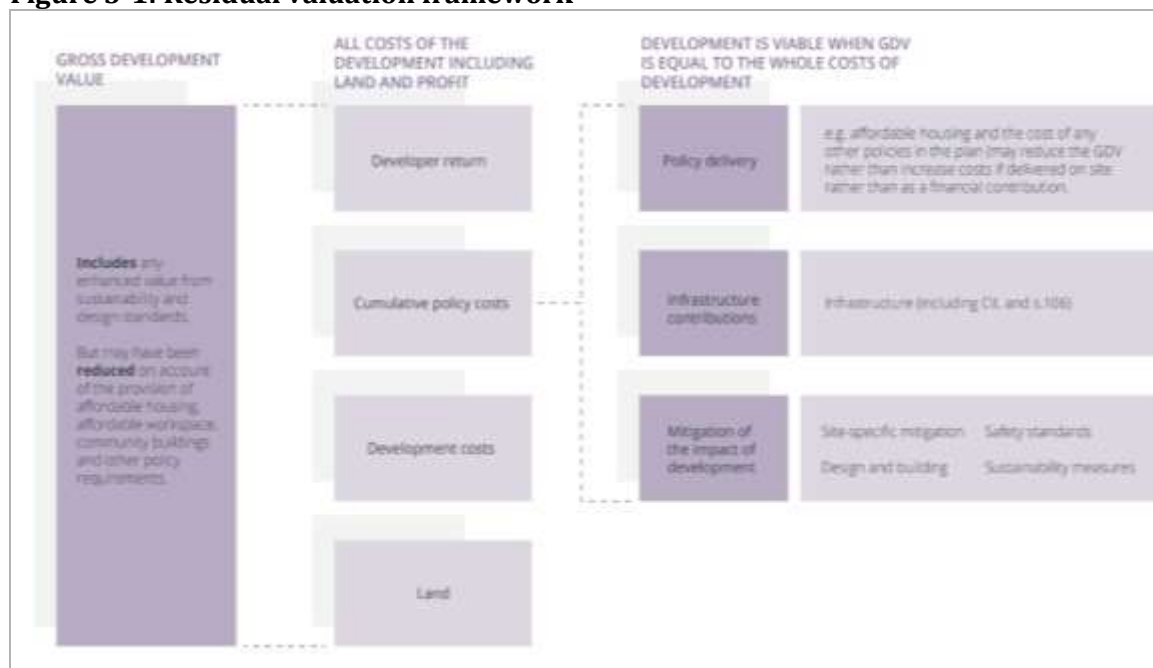 Figure 3-1: Residual valuation framework
GROSS DEVELOPMENT
VALUE
Includes any
enhanced value from
sustainability and
design standards.
But may have been
reduced on account
of the provision of
affordable housing,
affordable workspace,
community buildings
and other policy
requirements.
ALL COSTS OF THE
DEVELOPMENT INCLUDING
LAND AND PROFIT
Developer return
Cumulative policy costs
Development costs
Land
DEVELOPMENT IS VIABLE WHEN GDV
IS EQUAL TO THE WHOLE COSTS OF
DEVELOPMENT
Policy delivery
e.g. affordable housing and the cost of any
other policies in the plan (may reduce the GDV
rather than increase costs if delivered on site
rather than as a financial contribution.
Infrastructure
contributions
Infrastructure (including CIL and s.106)
Mitigation of
the impact of
development
Site-specific mitigation Safety standards
Design and building Sustainability measures